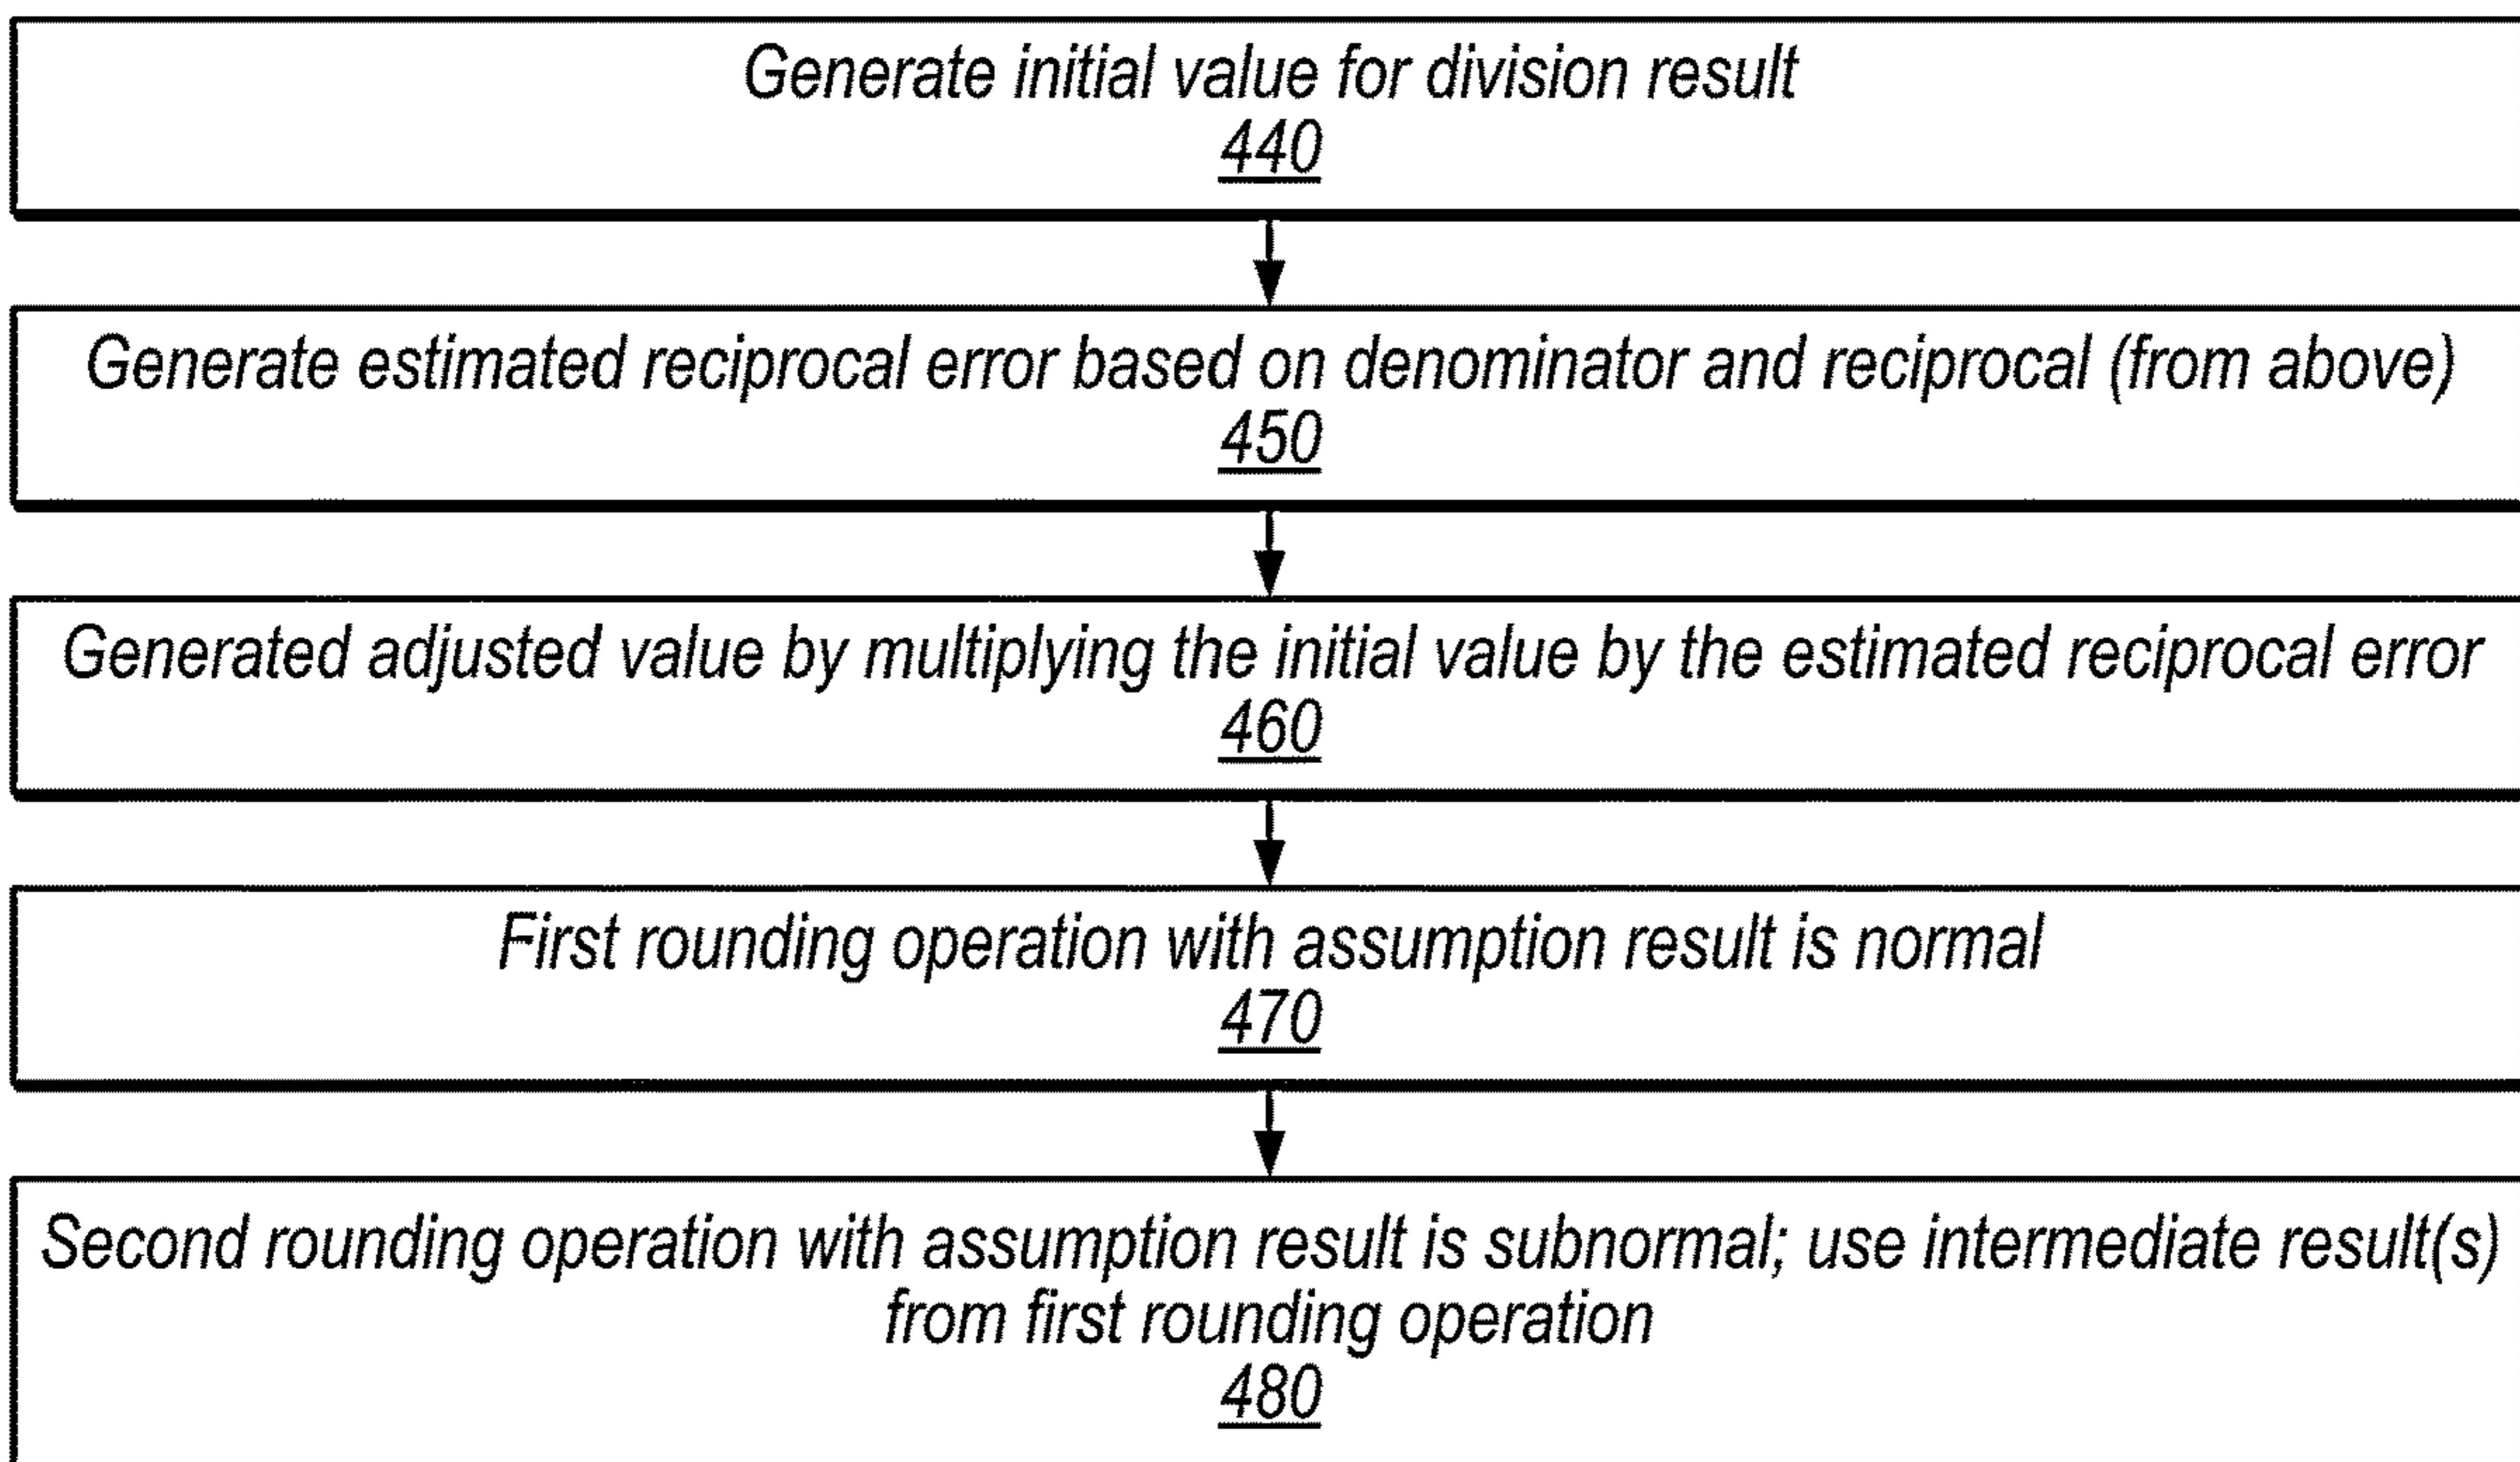 Generate initial value for division result
440
Generate estimated reciprocal error based on denominator and reciprocal (from above)
450
Generated adjusted value by multiplying the initial value by the estimated reciprocal error
460
First rounding operation with assumption result is normal
470
Second rounding operation with assumption result is subnormal; use intermediate result(s)
from first rounding operation
480